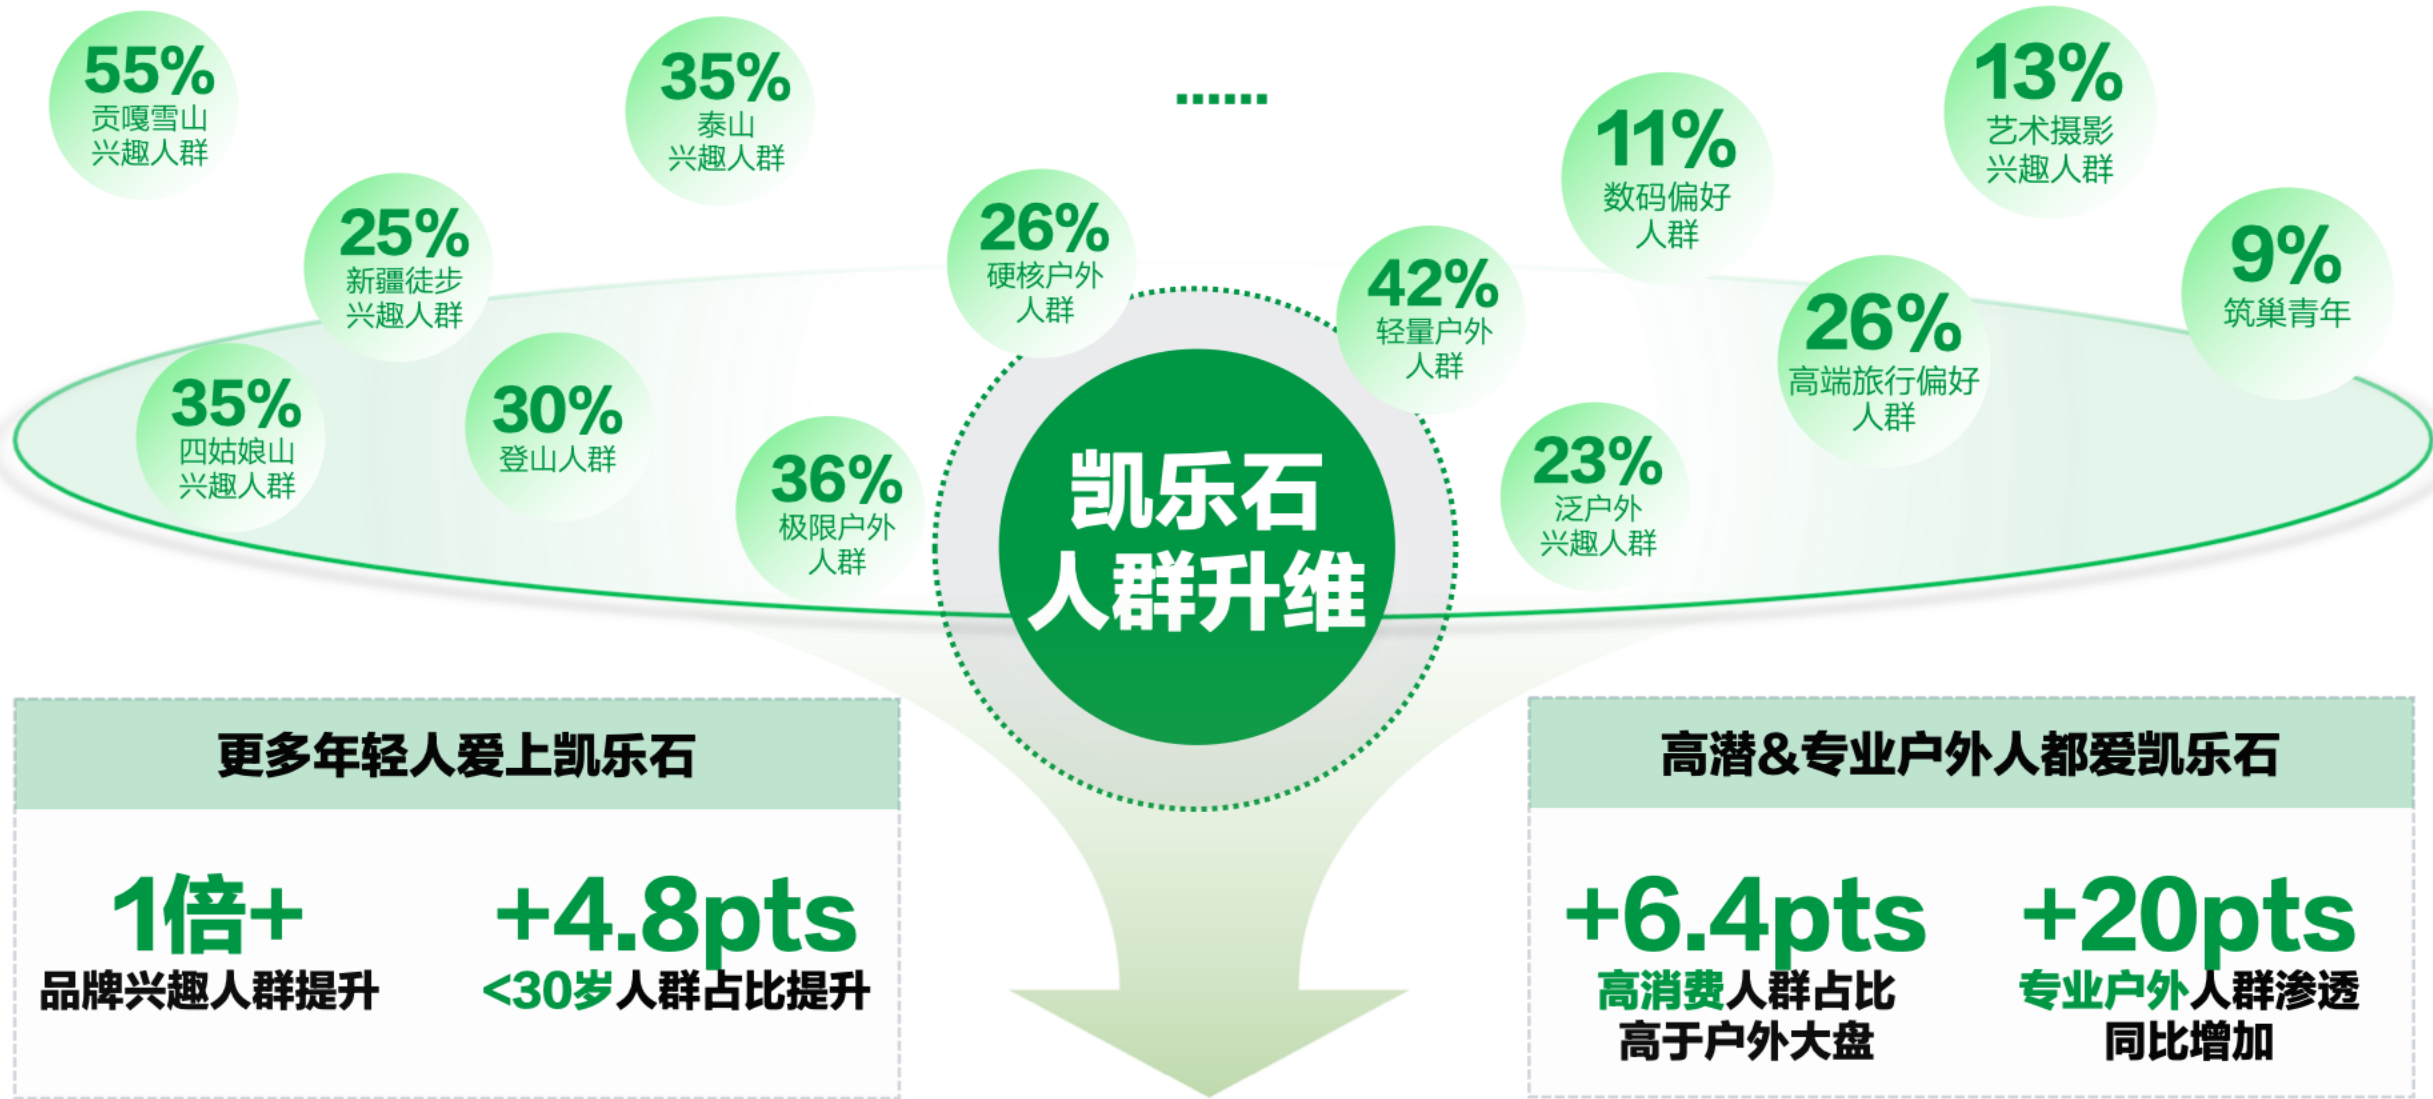 55%
贡嘎雪山
兴趣人群
35%
泰山
兴趣人群
......
13%
艺术摄影
兴趣人群
11%
数码偏好
人群
25%
新疆徒步
兴趣人群
26%
硬核户外
人群
42%
轻量户外
人群
9%
筑巢青年
26%
高端旅行偏好
人群
35%
四姑娘山
兴趣人群
30%
登山人群
36%
极限户外
人群
23%
泛户外
兴趣人群
凯乐石
人群升维
更多年轻人爱上凯乐石
1倍+
品牌兴趣人群提升
+4.8pts
<30岁人群占比提升
高潜&专业户外人都爱凯乐石
+6.4pts
高消费人群占比
高于户外大盘
+20pts
专业户外人群渗透
同比增加